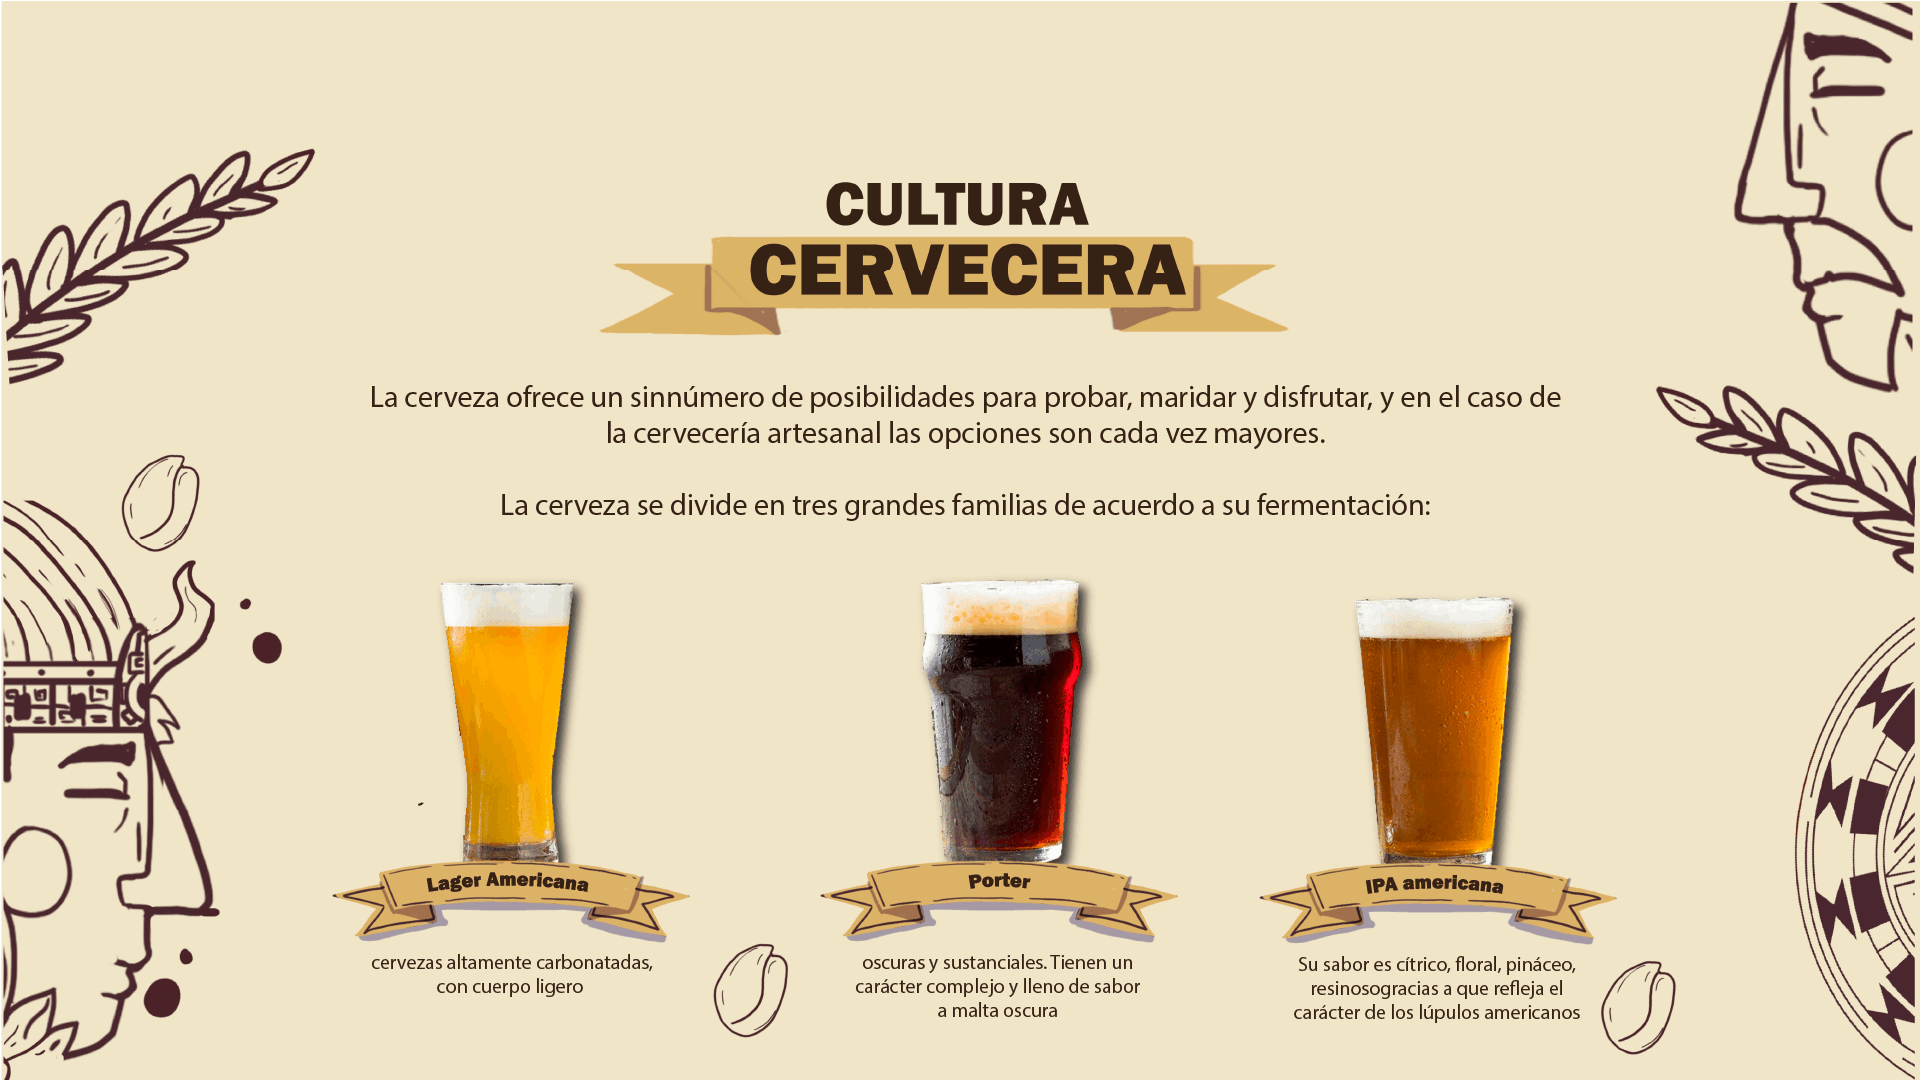 CULTURA
CERVECERA
La cerveza ofrece un sinnúmero de posibilidades para probar, maridar y disfrutar, y en el caso de
la cervecería artesanal las opciones son cada vez mayores.
La cerveza se divide en tres grandes familias de acuerdo a su fermentación:
Lager Americana
cervezas altamente carbonatadas,
con cuerpo ligero
Porter
oscuras y sustanciales. Tienen un
carácter complejo y lleno de sabor
a malta oscura
IPA americana
Su sabor es cítrico, floral, pináceo,
resinosogracias a que refleja el
carácter de los lúpulos americanos